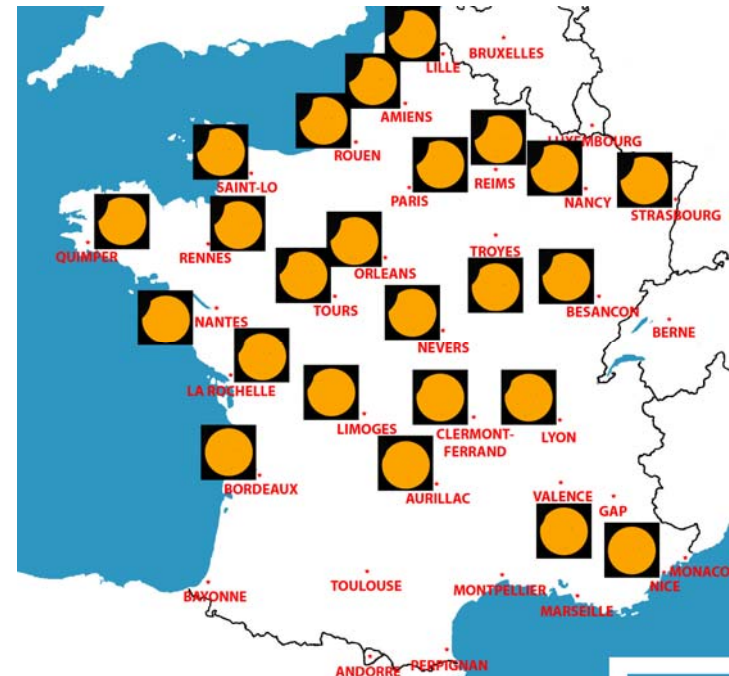 BRUXELLES
LILLE
AMIENS
LUXEMBOURG
ROUEN
SAINT-LO
PARIS
REIMS
NANCY
STRASBOURG
QUIMPER
RENNES
ORLEANS
TROYES
TOURS
BESANCON
NANTES
NEVERS
BERNE
LA ROCHELLE
LIMOGES
CLERMONT-
FERRAND
LYON
BORDEAUX
AURILLAC
VALENCE
GAP
BAYONNE
TOULOUSE
MONTPELLIER
MARSEILLE
NICE
MONACO
ANDORRE
PERPIGNAN